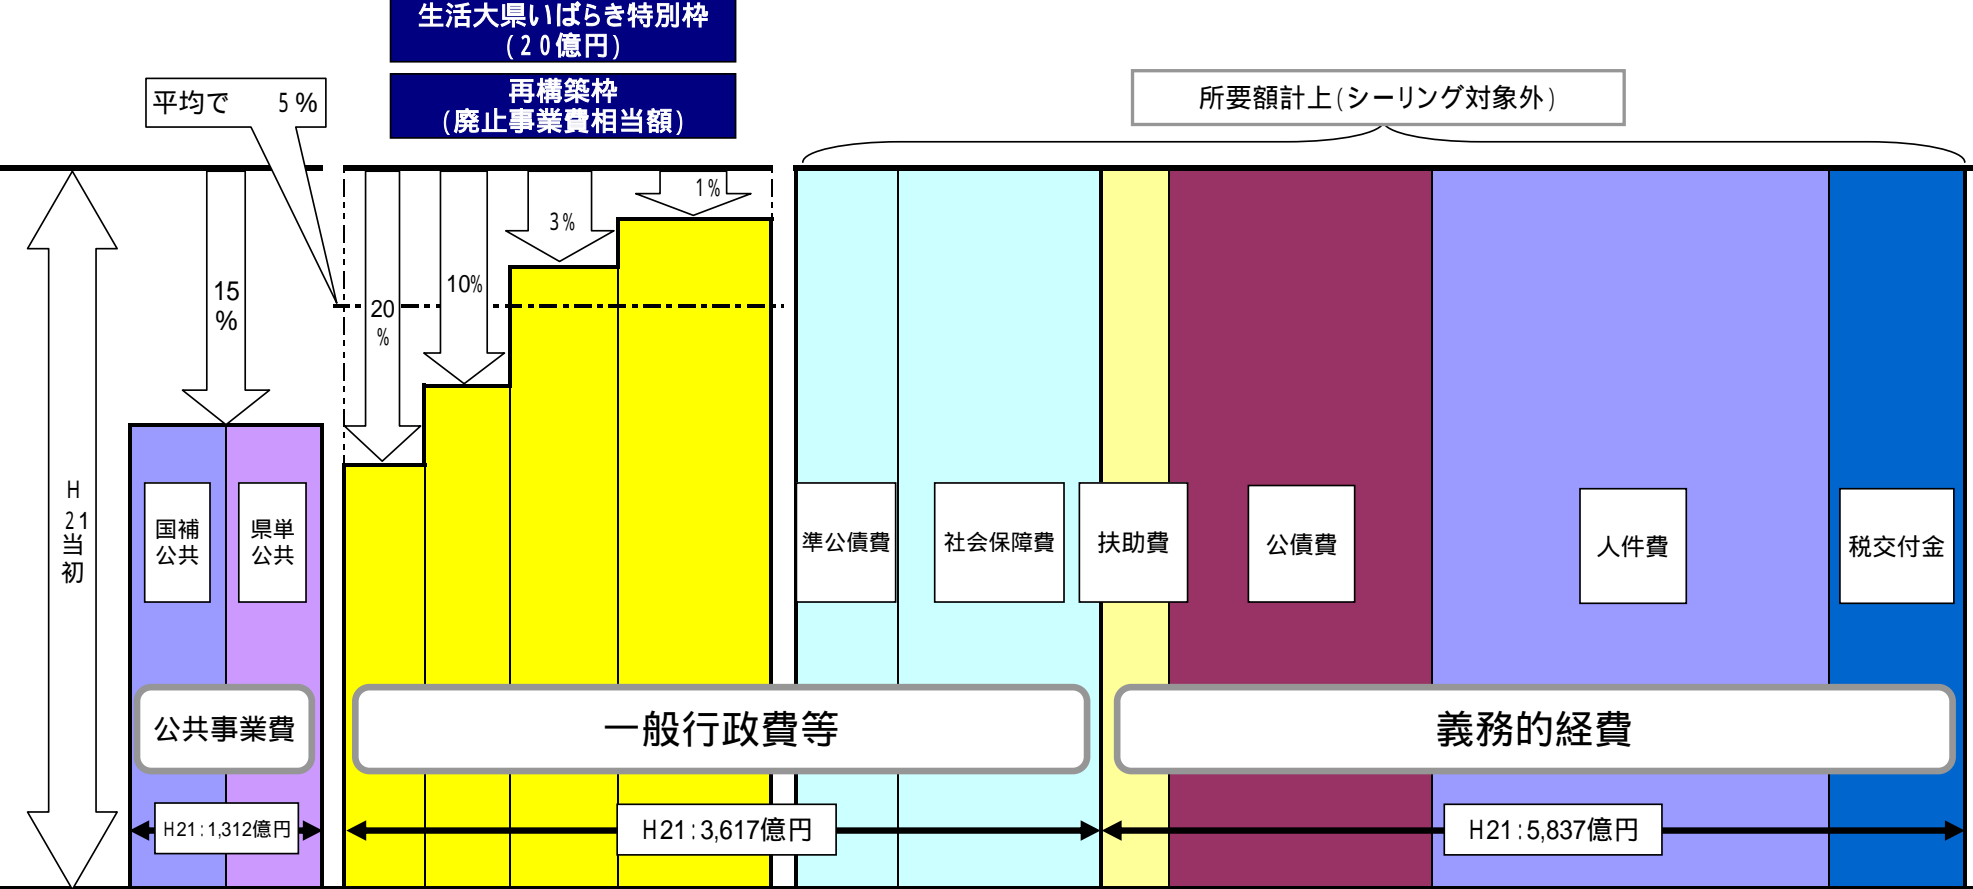 生活大県いばらき特別枠
(20億円)
再構築枠
(廃止事業費相当額)
平均で　　5%
所要額計上(シーリング対象外)
15
%
20
%
10%
3%
1%
H
21
当
初
国補
公共
県単
公共
準公債費
社会保障費
扶助費
公債費
人件費
税交付金
公共事業費
一般行政費等
義務的経費
H21:1,312億円
H21:3,617億円
H21:5,837億円